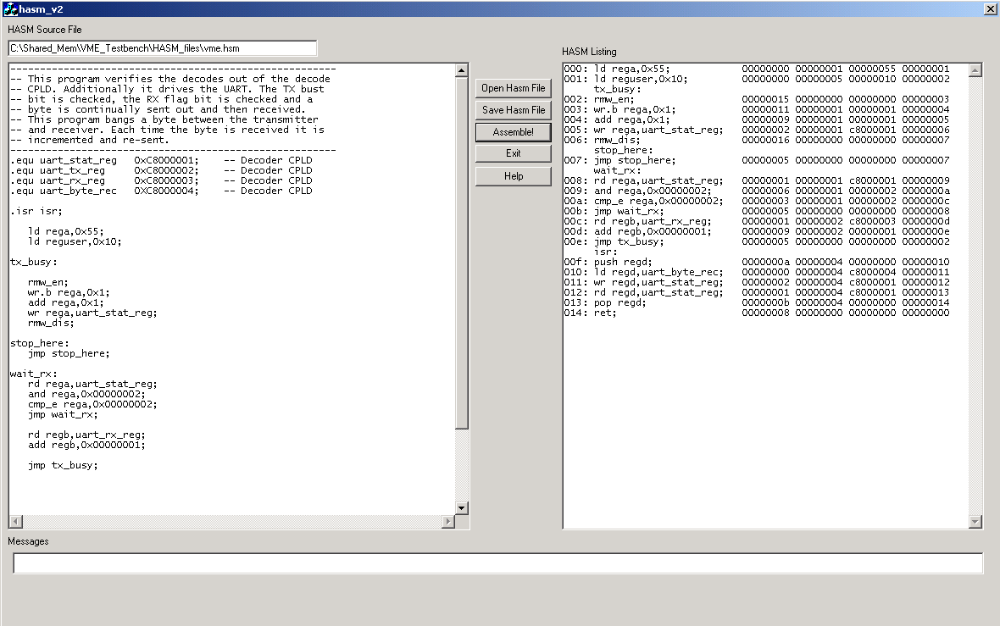 hasm_v2
HASM Source File
C:\Shared_Mem\VME_Testbench\HASM_files\vme.hsm
-------------------------------------------------------
-- This program verifies the decodes out of the decode
-- CPLD. Additionally it drives the UART. The TX bust
-- bit is checked, the RX flag bit is checked and a
-- byte is continually sent out and then received.
-- This program bangs a byte between the transmitter
-- and receiver. Each time the byte is received it is
-- incremented and re-sent.
-------------------------------------------------------
.equ uart_stat_reg   0xC8000001;    -- Decoder CPLD
.equ uart_tx_reg     0xC8000002;    -- Decoder CPLD
.equ uart_rx_reg     0xC8000003;    -- Decoder CPLD
.equ uart_byte_rec   0XC8000004;    -- Decoder CPLD
.isr isr;
ld rega,0x55;
ld reguser,0x10;
tx_busy:
rmw_en;
wr.b rega,0x1;
add rega,0x1;
wr rega,uart_stat_reg;
rmw_dis;
stop_here:
jmp stop_here;
wait_rx:
rd rega,uart_stat_reg;
and rega,0x00000002;
cmp_e rega,0x00000002;
jmp wait_rx;
rd regb,uart_rx_reg;
add regb,0x00000001;
jmp tx_busy;
Open Hasm File
Save Hasm File
Assemble!
Exit
Help
HASM Listing
000: ld rega,0x55;            00000000 00000001 00000055 00000001
001: ld reguser,0x10;         00000000 00000005 00000010 00000002
tx_busy:
002: rmw_en;                  00000015 00000000 00000000 00000003
003: wr.b rega,0x1;           00000011 00000001 00000001 00000004
004: add rega,0x1;            00000009 00000001 00000001 00000005
005: wr rega,uart_stat_reg;   00000002 00000001 c8000001 00000006
006: rmw_dis;                 00000016 00000000 00000000 00000007
stop_here:
007: jmp stop_here;           00000005 00000000 00000000 00000007
wait_rx:
008: rd rega,uart_stat_reg;   00000001 00000001 c8000001 00000009
009: and rega,0x00000002;     00000006 00000001 00000002 0000000a
00a: cmp_e rega,0x00000002;   00000003 00000001 00000002 0000000c
00b: jmp wait_rx;             00000005 00000000 00000000 00000008
00c: rd regb,uart_rx_reg;     00000001 00000002 c8000003 0000000d
00d: add regb,0x00000001;     00000009 00000002 00000001 0000000e
00e: jmp tx_busy;             00000005 00000000 00000000 00000002
isr:
00f: push regd;               0000000a 00000004 00000000 00000010
010: ld regd,uart_byte_rec;   00000000 00000004 c8000004 00000011
011: wr regd,uart_stat_reg;   00000002 00000004 c8000001 00000012
012: rd regd,uart_stat_reg;   00000001 00000004 c8000001 00000013
013: pop regd;                0000000b 00000004 00000000 00000014
014: ret;                     00000008 00000000 00000000 00000000
Messages